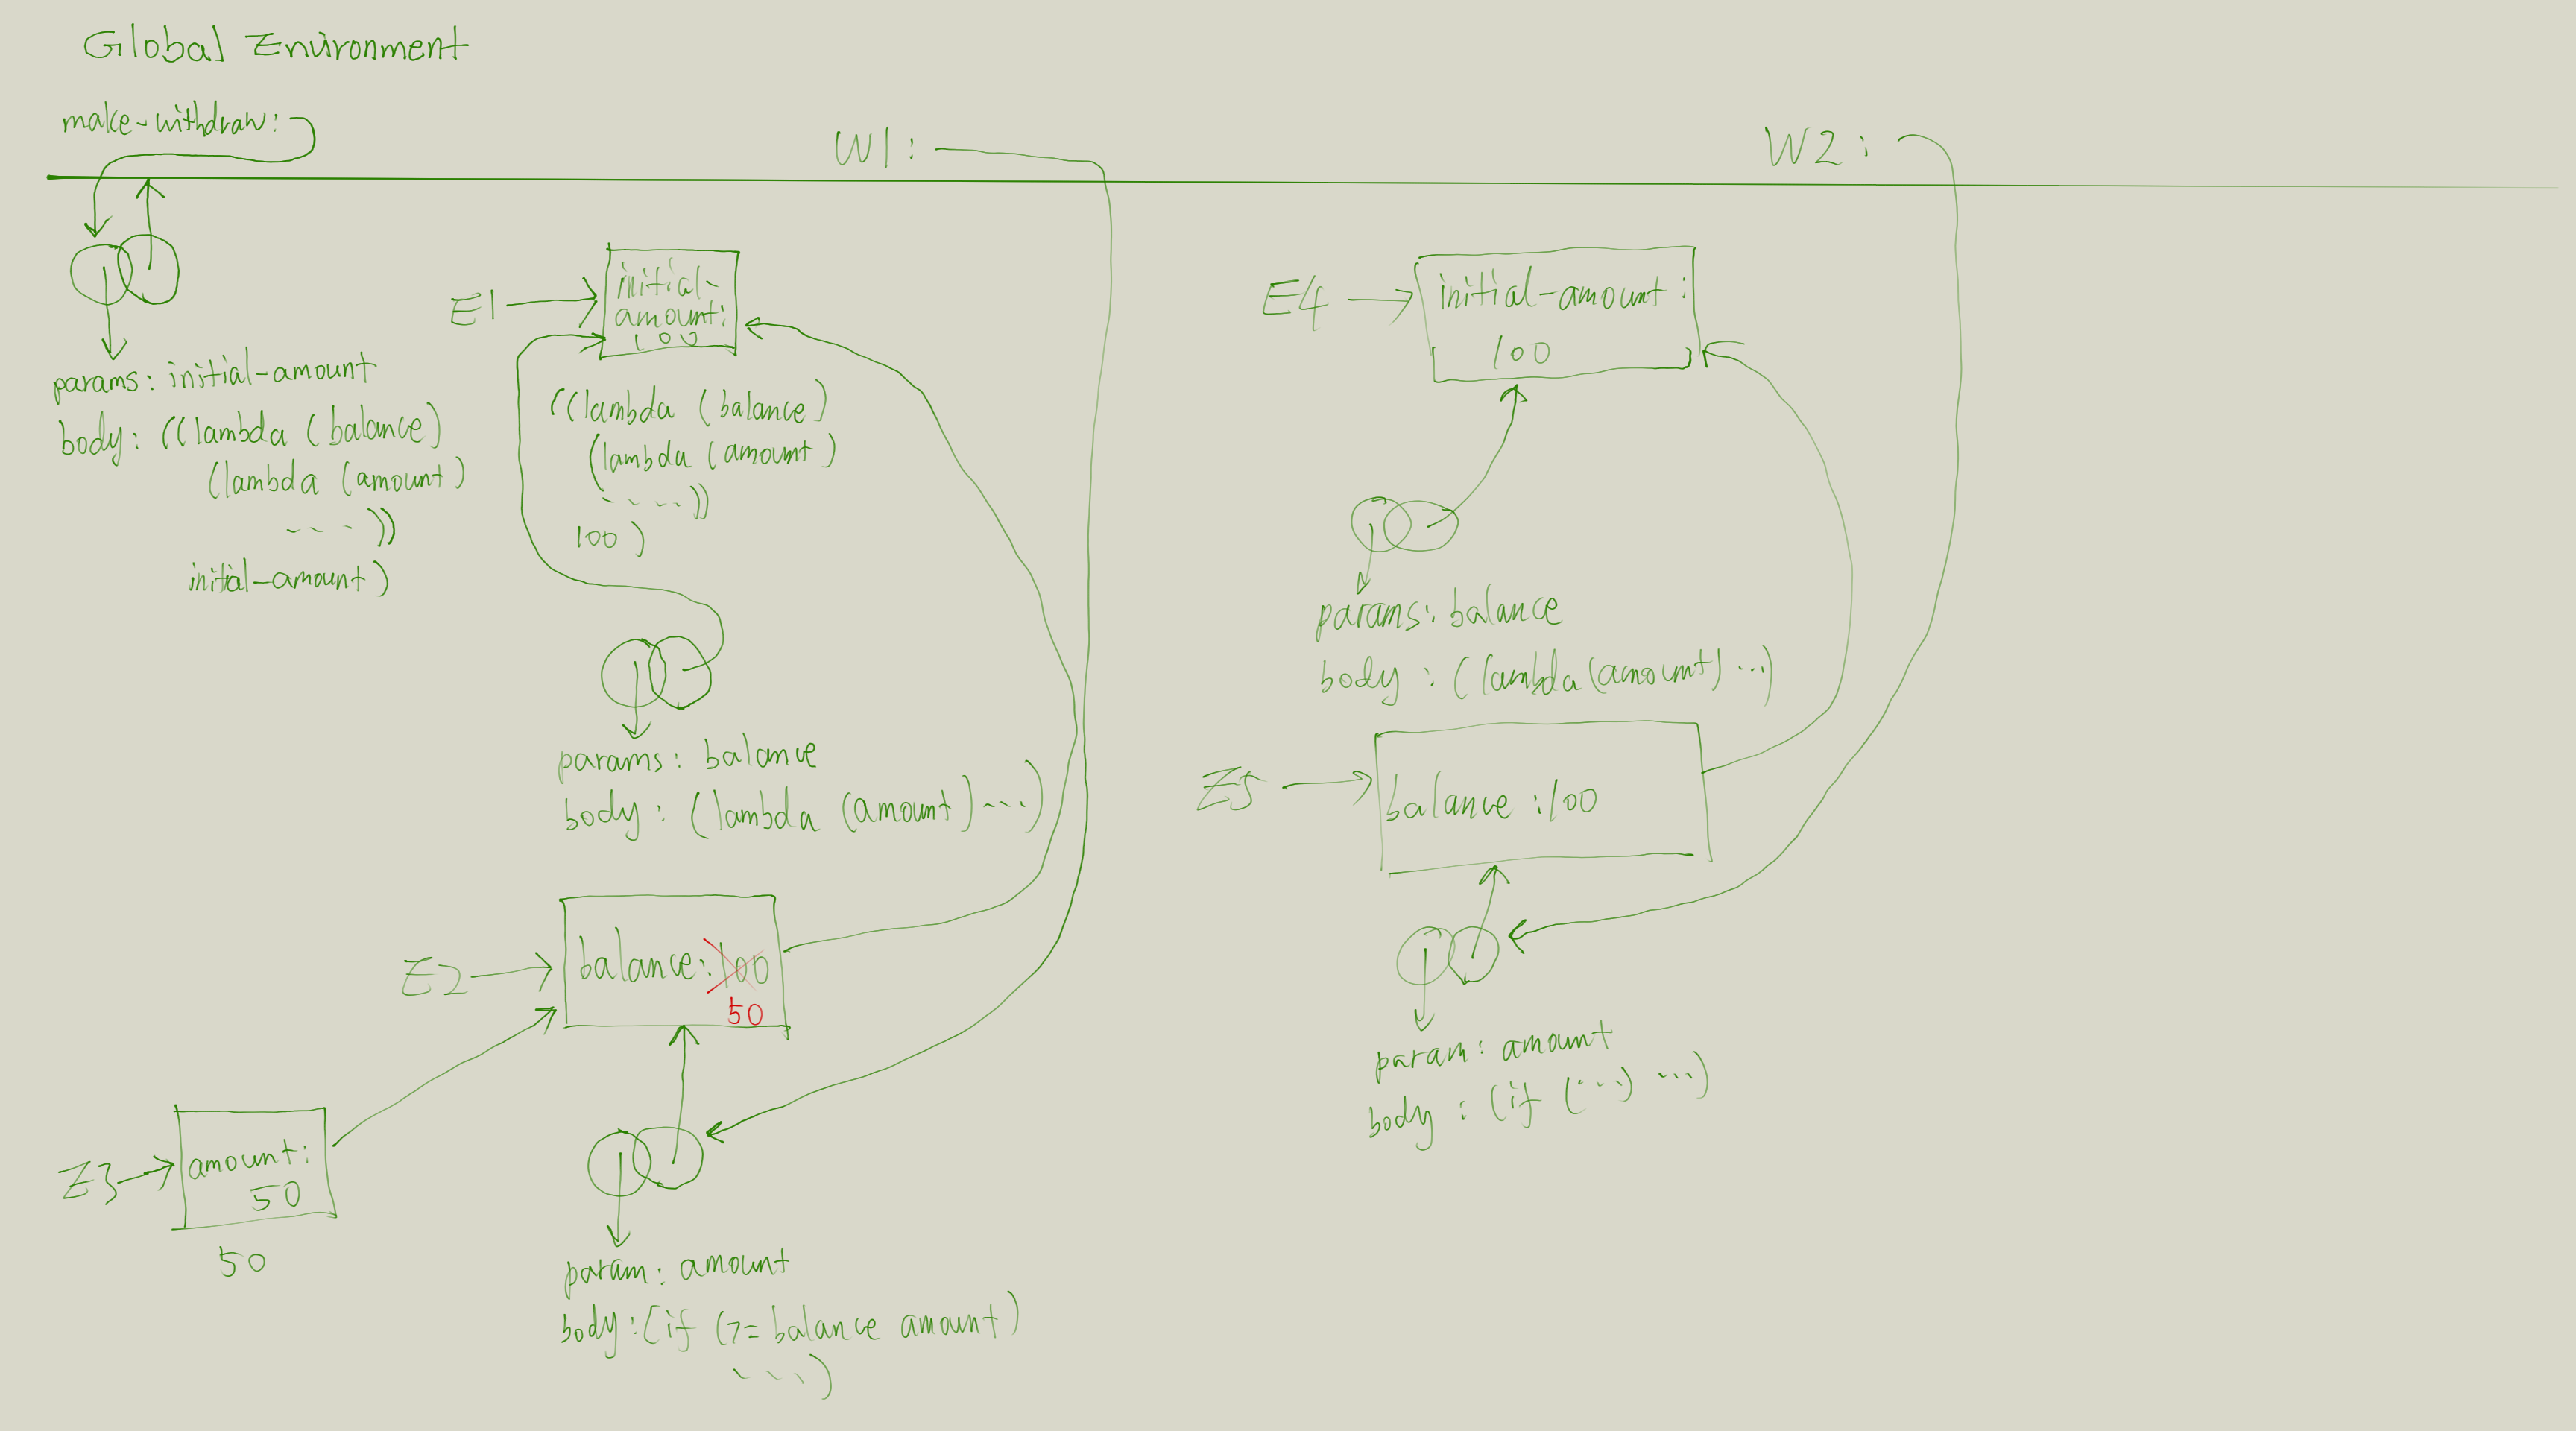 Global Environment
make-withdraw:
W1:
W2:
params: initial-amount
body: ((lambda (balance)
(lambda (amount)
....))
initial-amount)
E1
initial-
amount:
100
((lambda (balance)
(lambda (amount)
.....))
100)
params: balance
body: (lambda (amount) ....)
E2
balance: 100
50
E3
amount:
50
50
param: amount
body: (if (>= balance amount)
....)
E4
initial-amount:
100
params: balance
body: (lambda (amount) ...)
E5
balance: 100
param: amount
body: (if (...) ...)